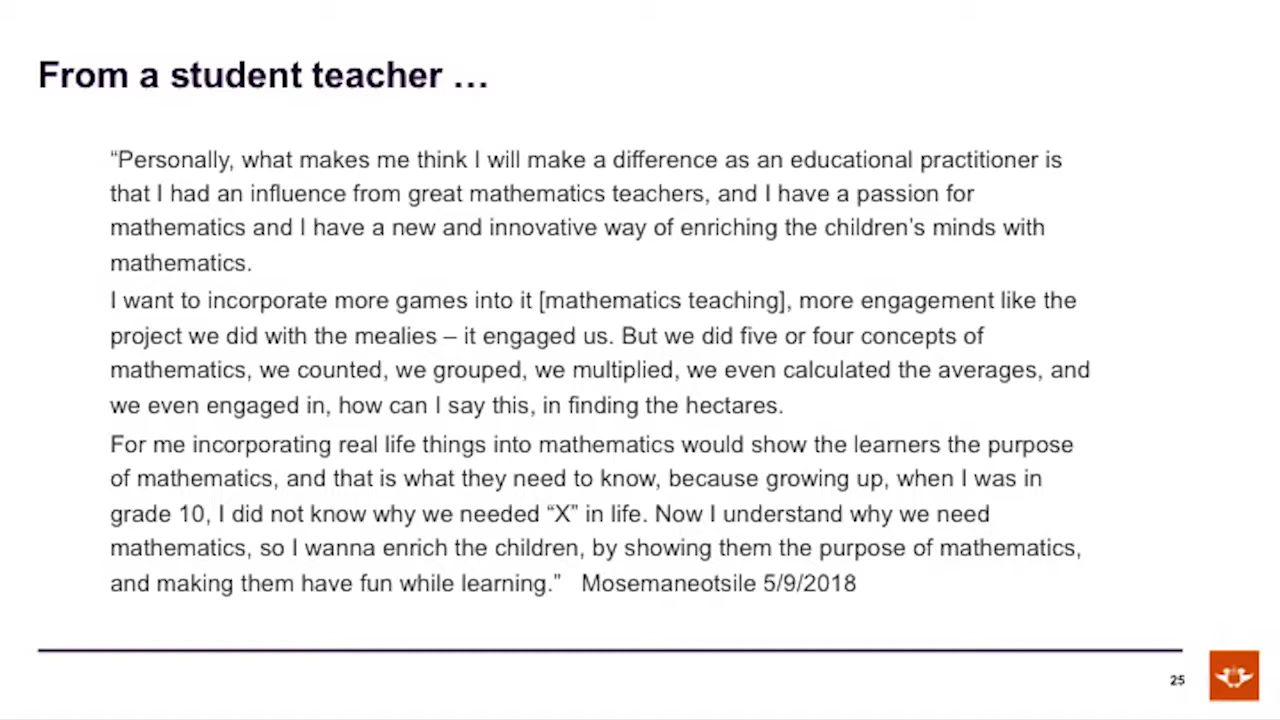 From a student teacher …
“Personally, what makes me think I will make a difference as an educational practitioner is
that I had an influence from great mathematics teachers, and I have a passion for
mathematics and I have a new and innovative way of enriching the children’s minds with
mathematics.
I want to incorporate more games into it [mathematics teaching], more engagement like the
project we did with the mealies – it engaged us. But we did five or four concepts of
mathematics, we counted, we grouped, we multiplied, we even calculated the averages, and
we even engaged in, how can I say this, in finding the hectares.
For me incorporating real life things into mathematics would show the learners the purpose
of mathematics, and that is what they need to know, because growing up, when I was in
grade 10, I did not know why we needed “X” in life. Now I understand why we need
mathematics, so I wanna enrich the children, by showing them the purpose of mathematics,
and making them have fun while learning.” Mosemaneotsile 5/9/2018
25